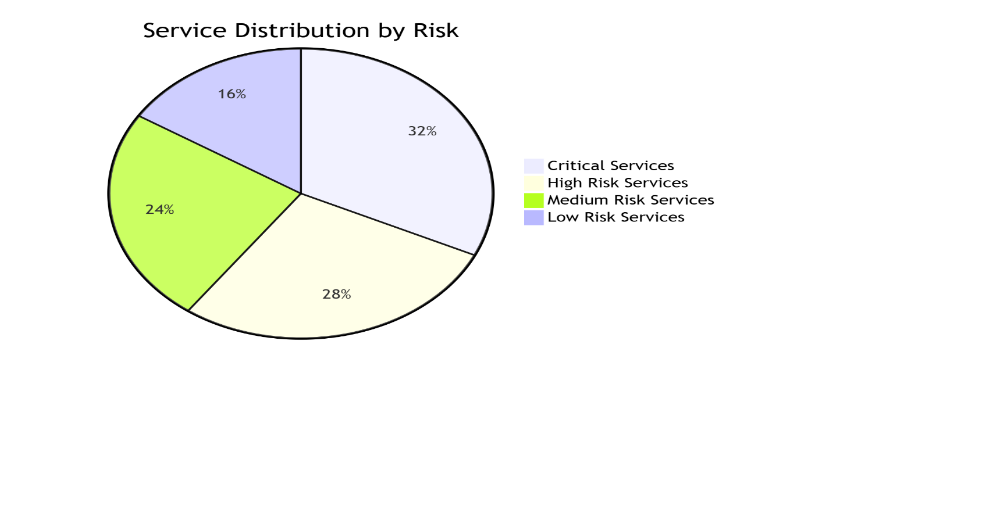 Service Distribution by Risk
16%
32%
24%
28%
Critical Services
High Risk Services
Medium Risk Services
Low Risk Services